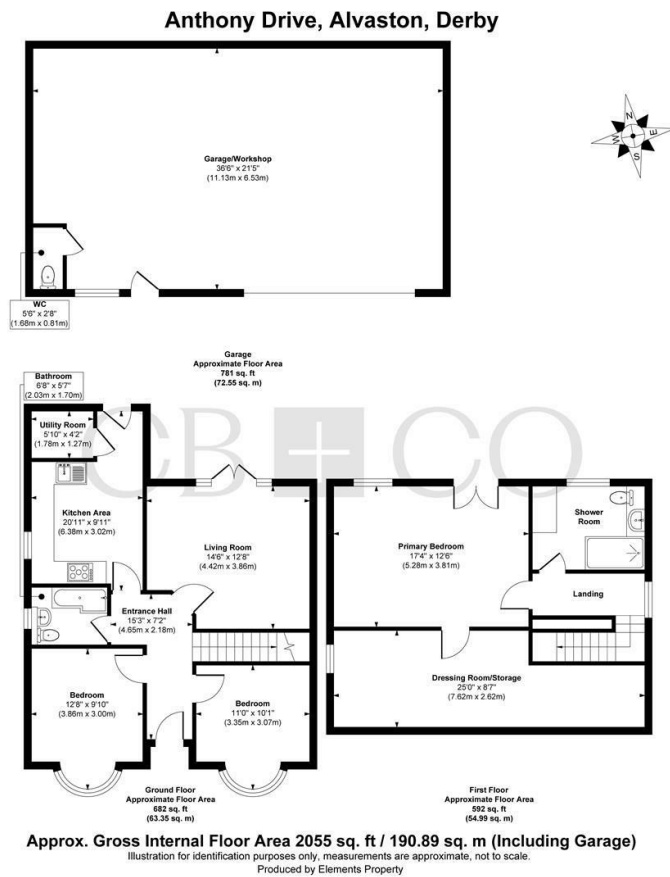 Anthony Drive, Alvaston, Derby
Garage/Workshop
36'6" x 21'5"
(11.13m x 6.53m)
N
W
E
S
WC
5'6" x 2'8"
(1.68m x 0.81m)
Garage
Approximate Floor Area
781 sq. ft
(72.55 sq. m)
Bathroom
6'8" x 5'7"
(2.03m x 1.70m)
CB+CO
Utility Room
5'10" x 4'2"
(1.78m x 1.27m)
Kitchen Area
20'11" x 9'11"
(6.38m x 3.02m)
Living Room
14'6" x 12'8"
(4.42m x 3.86m)
Entrance Hall
15'3" x 7'2"
(4.65m x 2.18m)
Bedroom
12'8" x 9'10"
(3.86m x 3.00m)
Bedroom
11'0" x 10'1"
(3.35m x 3.07m)
Primary Bedroom
17'4" x 12'6"
(5.28m x 3.81m)
Shower
Room
Landing
Dressing Room/Storage
25'0" x 8'7"
(7.62m x 2.62m)
Ground Floor
Approximate Floor Area
682 sq. ft
(63.35 sq. m)
First Floor
Approximate Floor Area
592 sq. ft
(54.99 sq. m)
Approx. Gross Internal Floor Area 2055 sq. ft / 190.89 sq. m (Including Garage)
Illustration for identification purposes only, measurements are approximate, not to scale.
Produced by Elements Property